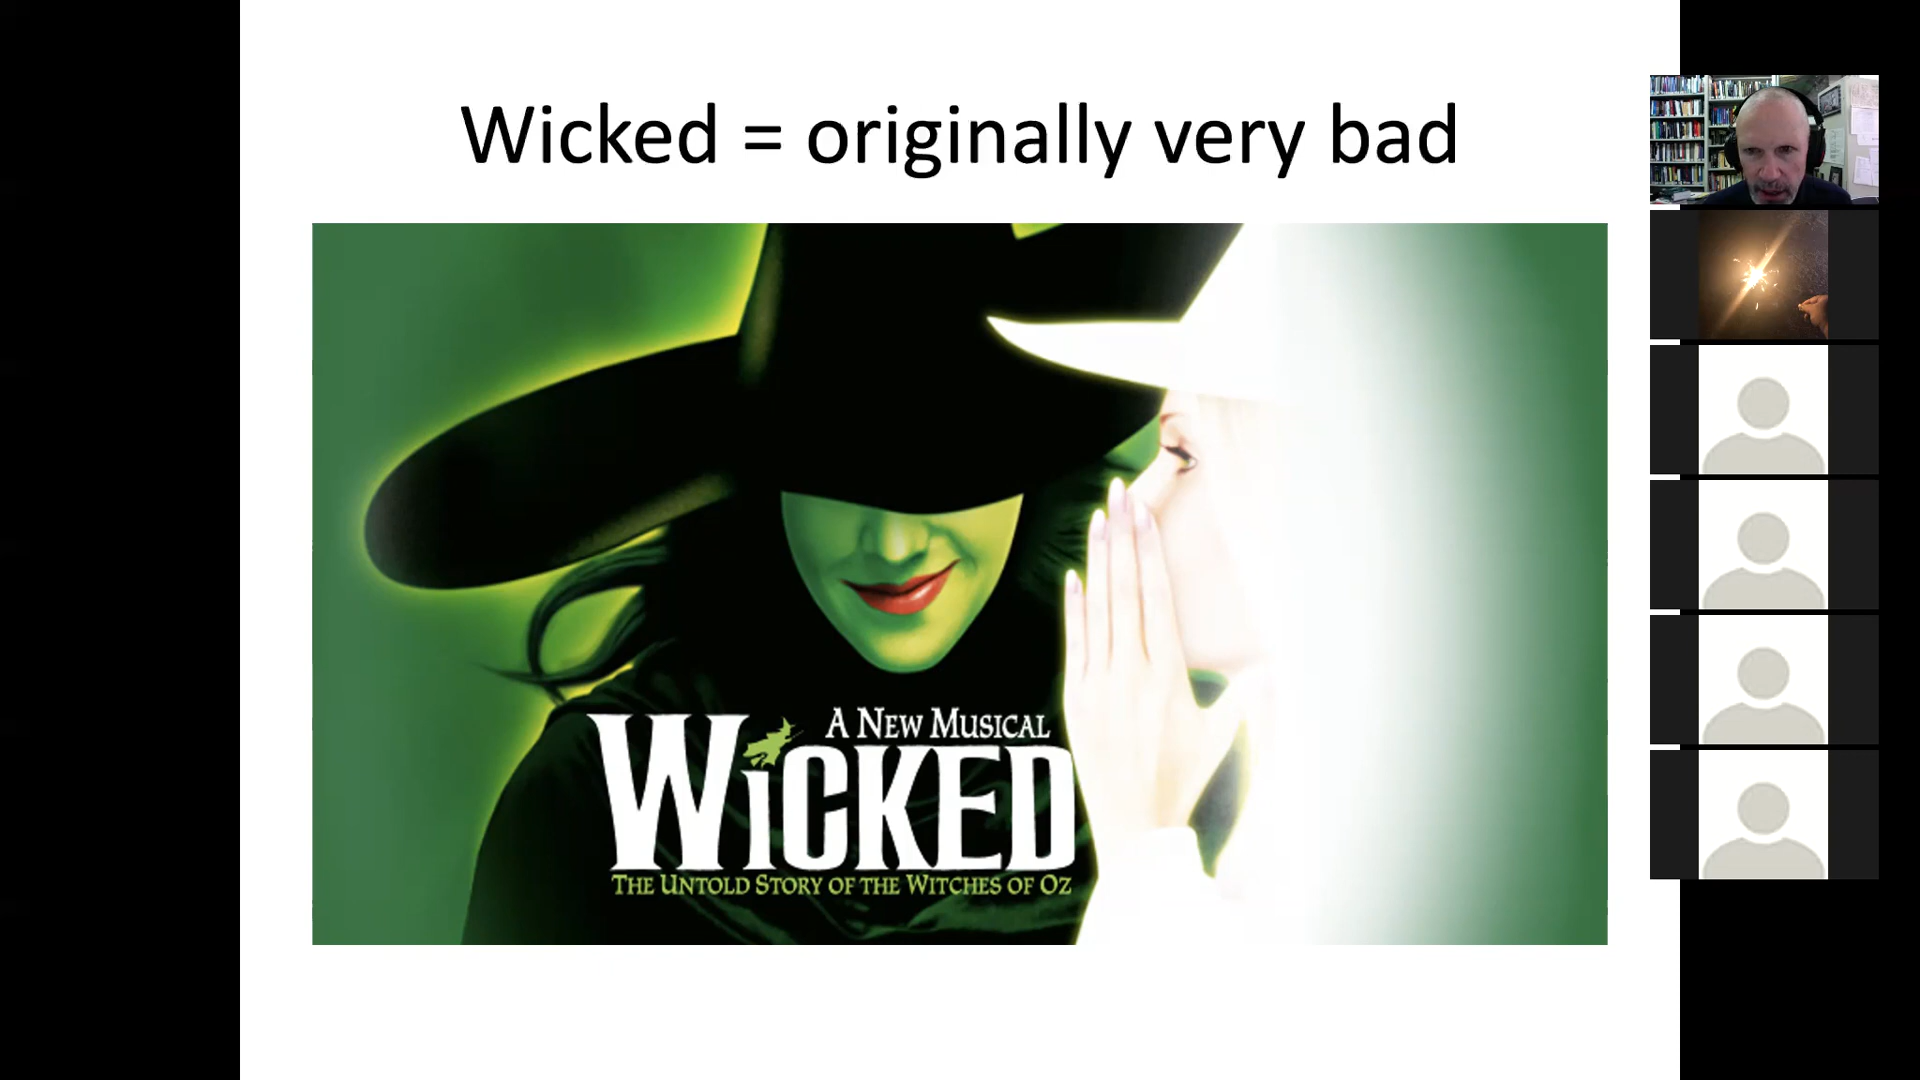 Wicked = originally very bad
A New Musical
Wicked
The Untold Story of the Witches of Oz